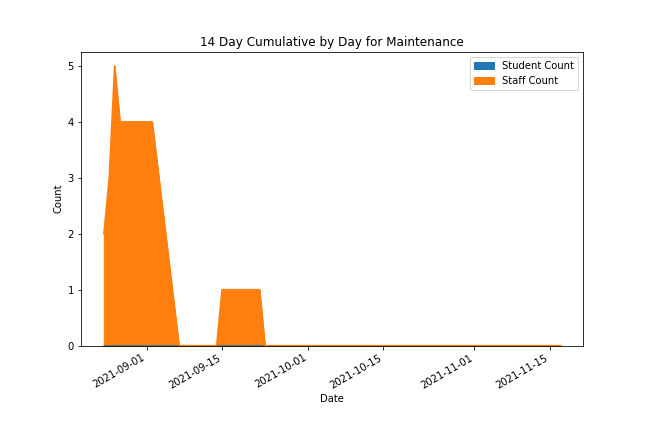 14 Day Cumulative by Day for Maintenance
Student Count
Staff Count
5
4
3
2
1
0
Count
2021-09-01
2021-09-15
2021-10-01
2021-10-15
2021-11-01
2021-11-15
Date